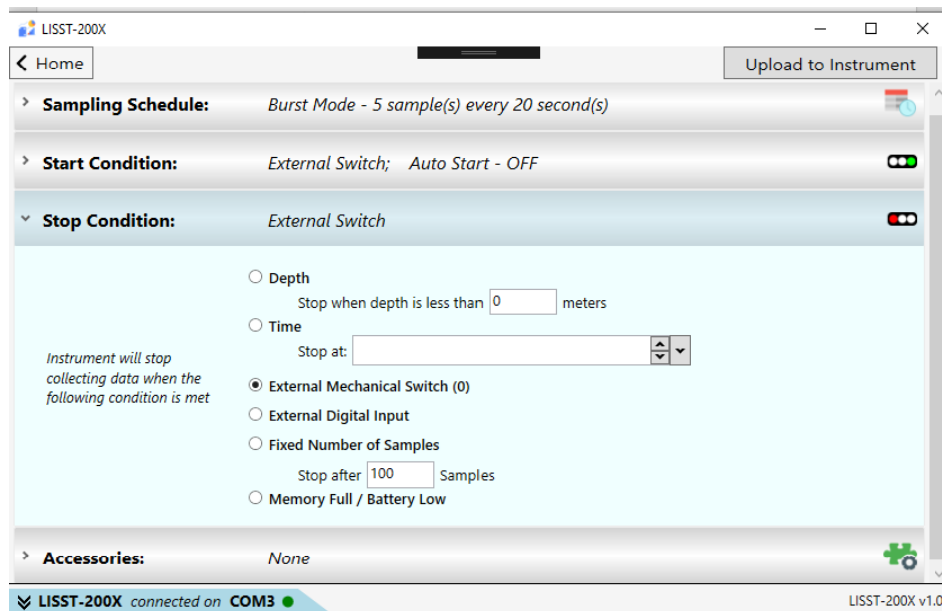 LISST-200X
Home
Upload to Instrument
Sampling Schedule: Burst Mode - 5 sample(s) every 20 second(s)
Start Condition: External Switch; Auto Start - OFF
Stop Condition: External Switch
Instrument will stop
collecting data when the
following condition is met
Depth
Stop when depth is less than 0 meters
Time
Stop at:
External Mechanical Switch (0)
External Digital Input
Fixed Number of Samples
Stop after 100 Samples
Memory Full / Battery Low
Accessories: None
LISST-200X connected on COM3
LISST-200X v1.0